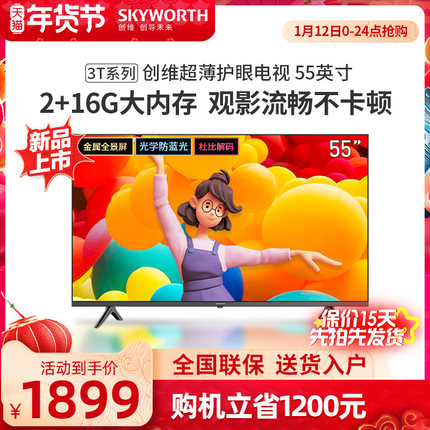 天猫 年货节
SKYWORTH
创维 创导未来
1月12日0-24点抢购
3T系列 创维超薄护眼电视 55英寸
2+16G大内存 观影流畅不卡顿
新品上市
金属全景屏 光学防蓝光 杜比解码
55"
保价15天
先拍先发货
活动到手价
¥1899
全国联保 送货入户
购机立省1200元